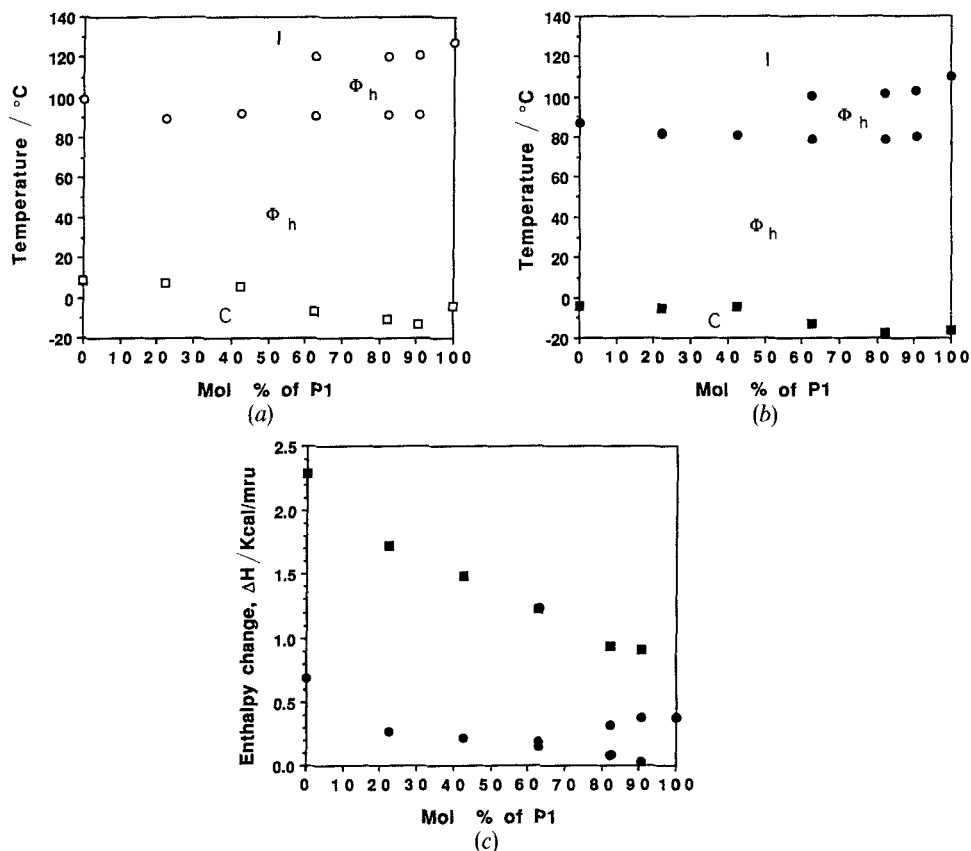 140
120
100
80
60
40
20
0
-20
Temperature / °C
I
Φh
Φh
C
0 10 20 30 40 50 60 70 80 90 100
Mol % of P1
(a)
140
120
100
80
60
40
20
0
-20
Temperature / °C
I
Φh
Φh
C
0 10 20 30 40 50 60 70 80 90 100
Mol % of P1
(b)
2.5
2.0
1.5
1.0
0.5
0.0
Enthalpy change, ΔH / Kcal/mru
0 10 20 30 40 50 60 70 80 90 100
Mol % of P1
(c)